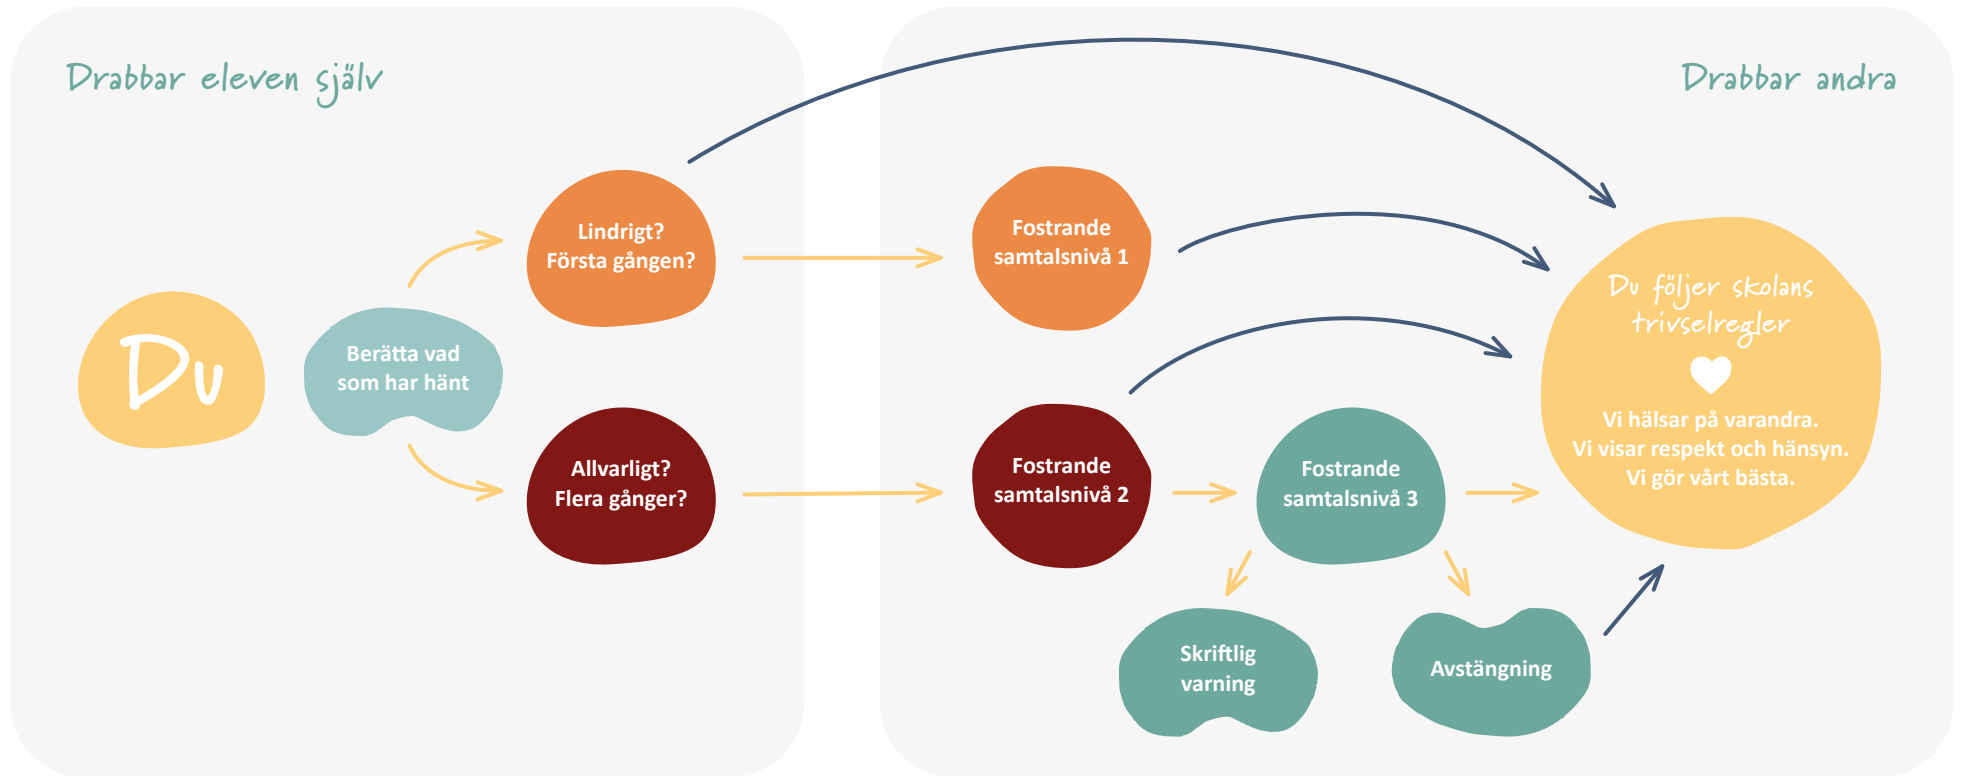 Drabbar eleven själv
Drabbar andra
Du
Berätta vad
som har hänt
Lindrigt?
Första gången?
Allvarligt?
Flera gånger?
Fostrande
samtalsnivå 1
Fostrande
samtalsnivå 2
Fostrande
samtalsnivå 3
Skriftlig
varning
Avstängning
Du följer skolans
trivselregler
Vi hälsar på varandra.
Vi visar respekt och hänsyn.
Vi gör vårt bästa.